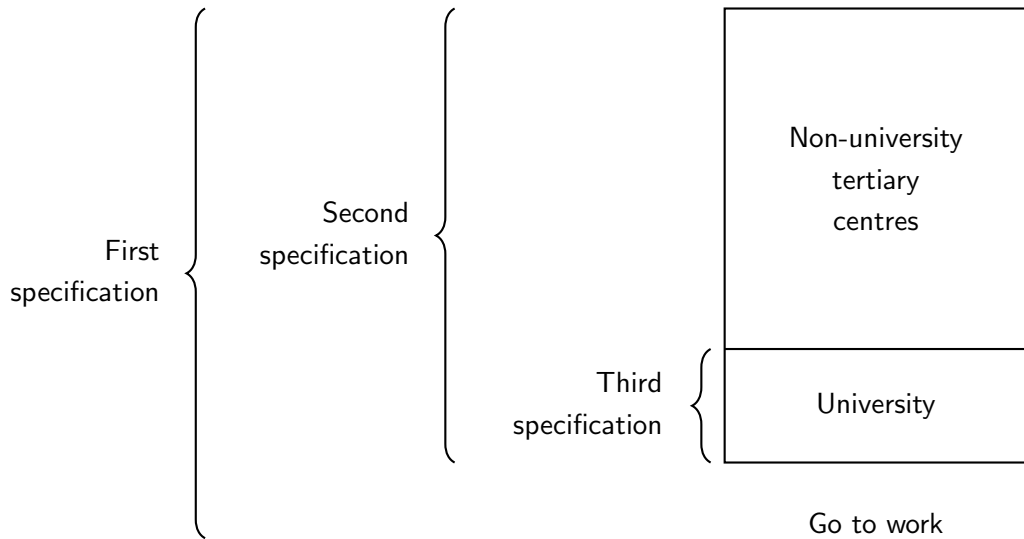 First
specification
Second
specification
Third
specification
Non-university
tertiary
centres
University
Go to work